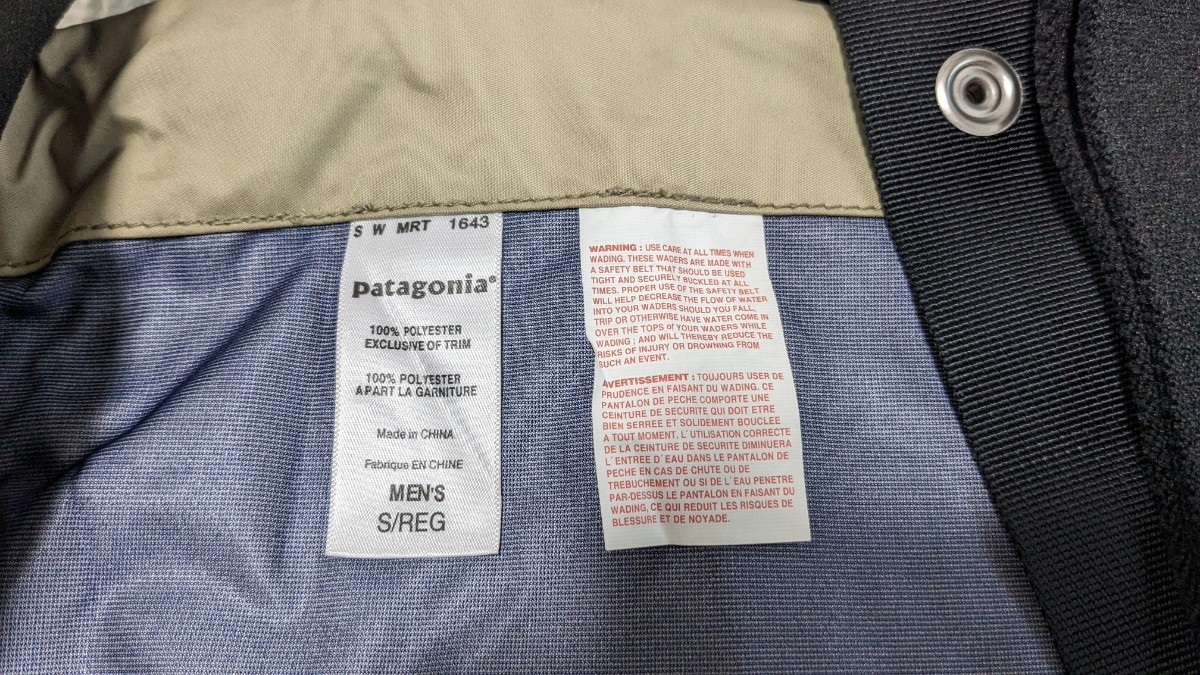 S W MRT 1643
patagonia®
100% POLYESTER
EXCLUSIVE OF TRIM
100% POLYESTER
&PART LA GARNITURE
Made in CHINA
Fabrique EN CHINE
MEN'S
S/REG
WARNING : USE CARE AT ALL TIMES WHEN
WADING. THESE WADERS ARE MADE WITH
A SAFETY BELT THAT SHOULD BE USED
TIGHT AND SECURELY BUCKLED AT ALL
TIMES. PROPER USE OF THE SAFETY BELT
WILL HELP DECREASE THE FLOW OF WATER
INTO YOUR WADERS SHOULD YOU FALL,
TRIP OR OTHERWISE HAVE WATER COME IN
OVER THE TOPS of YOUR WADERS WHILE
WADING ; AND WILL THEREBY REDUCE THE
RISKS OF INJURY OR DROWNING FROM
SUCH AN EVENT.
AVERTISSEMENT : TOUJOURS USER DE
PRUDENCE EN FAISANT DU WADING. CE
PANTALON DE PECHE COMPORTE UNE
CEINTURE DE SECURITE QUI DOIT ETRE
BIEN SERREE ET SOLIDEMENT BOUCLEE
A TOUT MOMENT. L' UTILISATION CORRECTE
DE LA CEINTURE DE SECURITE DIMINUERA
L' ENTREE D' EAU DANS LE PANTALON DE
PECHE EN CAS DE CHUTE OU DE
TREBUCHEMENT OU SI DE L' EAU PENETRE
PAR-DESSUS LE PANTALON EN FAISANT DU
WADING, CE QUI REDUIT LES RISQUES DE
BLESSURE ET DE NOYADE.